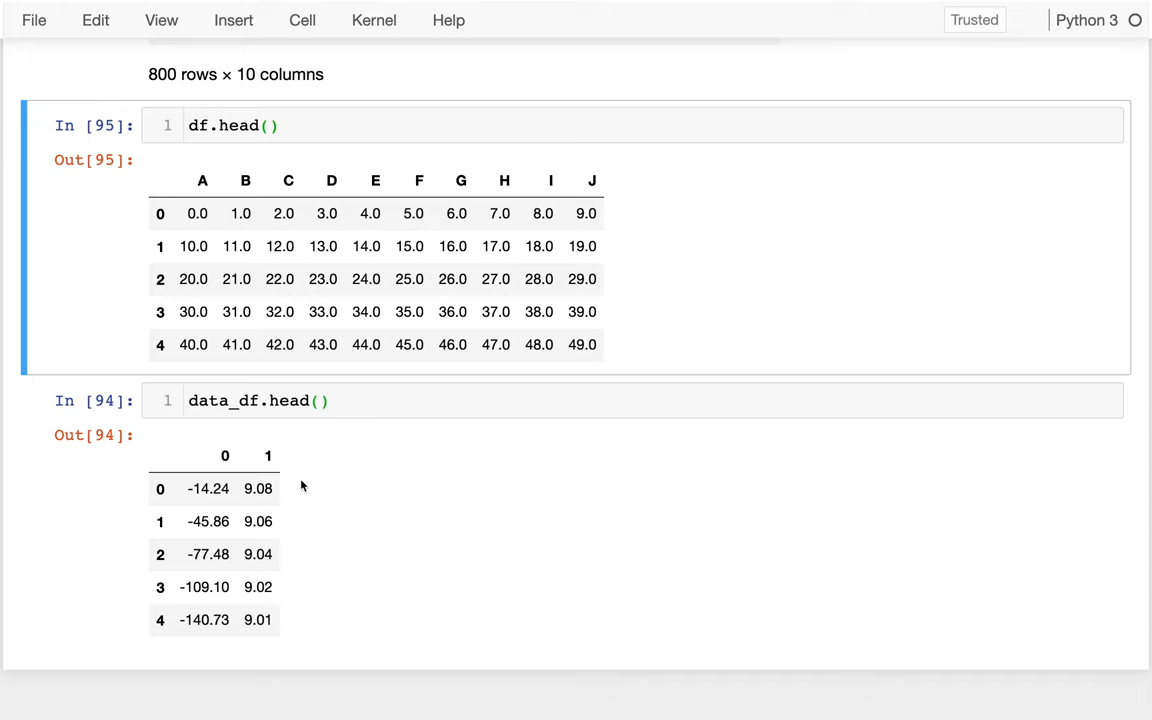 File Edit View Insert Cell Kernel Help Trusted Python 3
800 rows × 10 columns
In [95]: 1 df.head()
Out[95]:
A B C D E F G H I J
0 0.0 1.0 2.0 3.0 4.0 5.0 6.0 7.0 8.0 9.0
1 10.0 11.0 12.0 13.0 14.0 15.0 16.0 17.0 18.0 19.0
2 20.0 21.0 22.0 23.0 24.0 25.0 26.0 27.0 28.0 29.0
3 30.0 31.0 32.0 33.0 34.0 35.0 36.0 37.0 38.0 39.0
4 40.0 41.0 42.0 43.0 44.0 45.0 46.0 47.0 48.0 49.0
In [94]: 1 data_df.head()
Out[94]:
0 1
0 -14.24 9.08
1 -45.86 9.06
2 -77.48 9.04
3 -109.10 9.02
4 -140.73 9.01